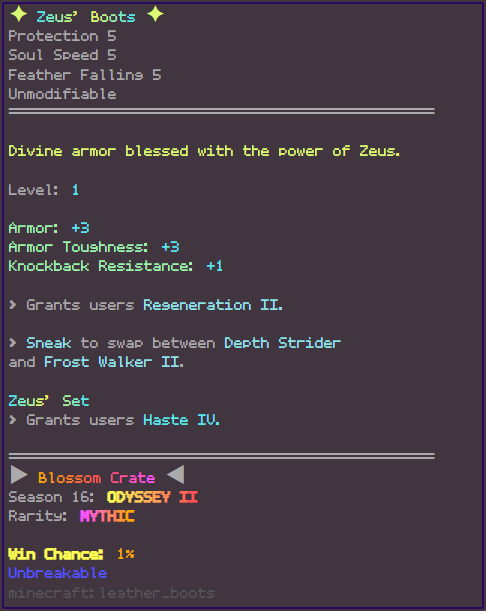 ✦ Zeus' Boots ✦
Protection 5
Soul Speed 5
Feather Falling 5
Unmodifiable
Divine armor blessed with the power of Zeus.
Level: 1
Armor: +3
Armor Toughness: +3
Knockback Resistance: +1
> Grants users Regeneration II.
> Sneak to swap between Depth Strider
and Frost Walker II.
Zeus' Set
> Grants users Haste IV.
▶ Blossom Crate ◀
Season 16: ODYSSEY II
Rarity: MYTHIC
Win Chance: 1%
Unbreakable
minecraft:leather_boots